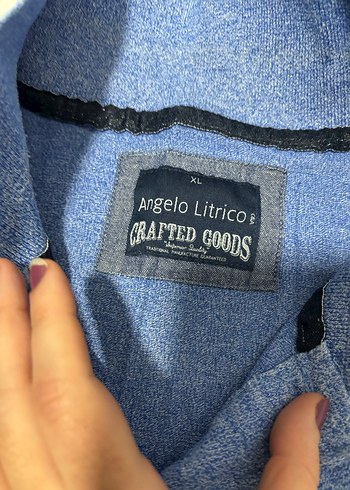 XL
Angelo Litrico
CRAFTED GOODS
"Superior Quality"
TRADITIONAL MANUFACTURE GUARANTEED